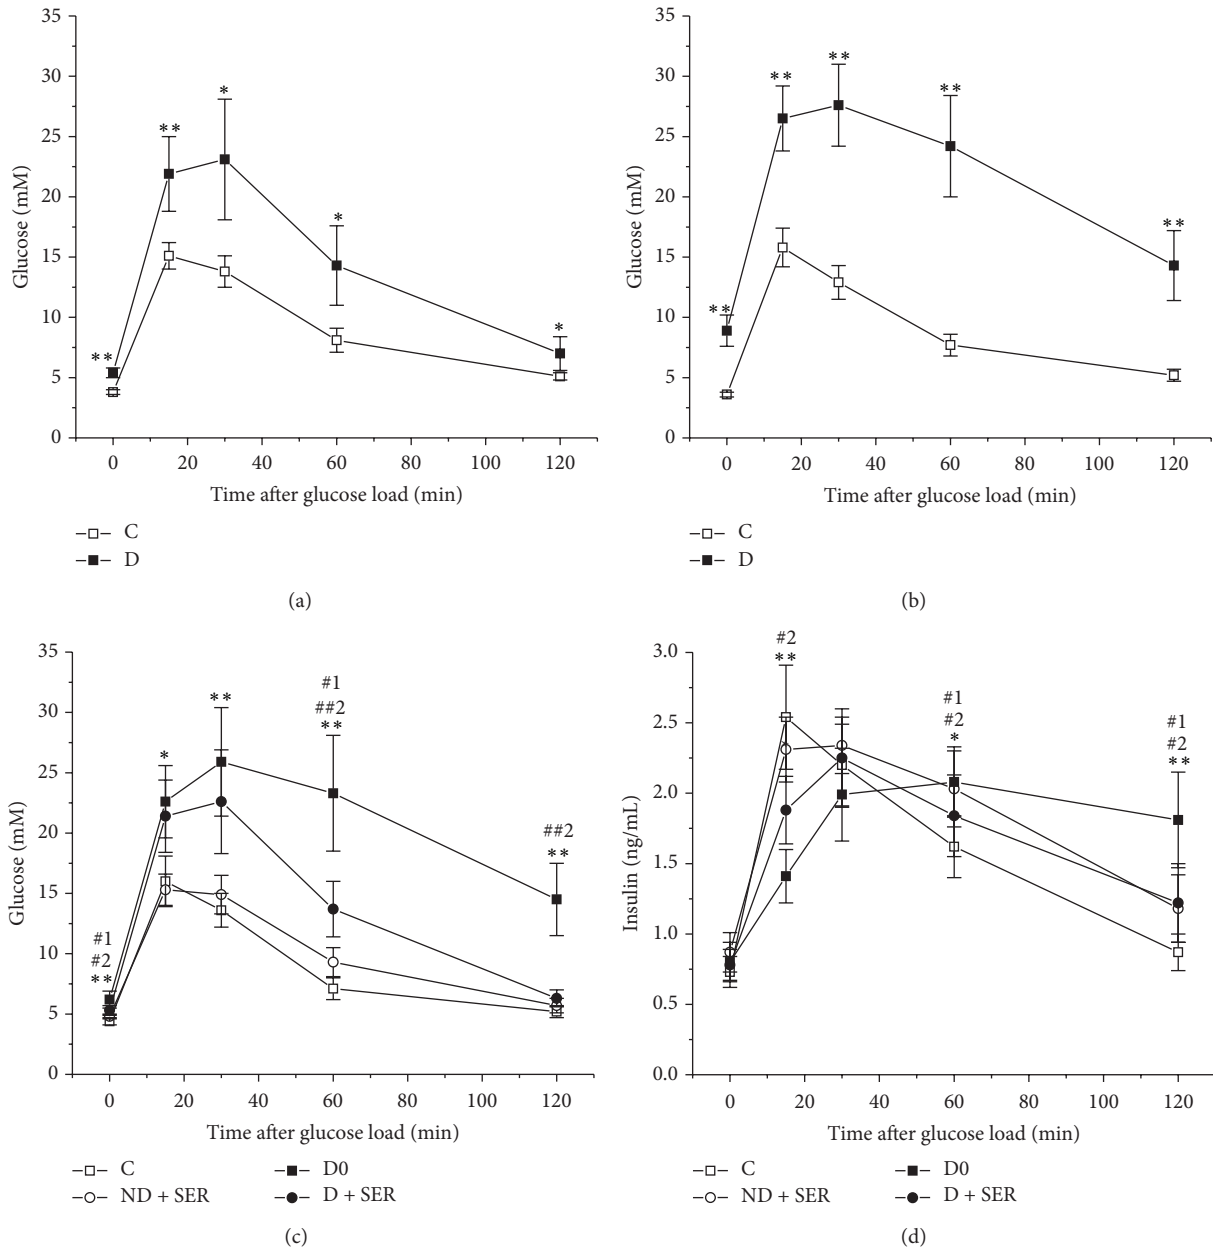 35
30
25
20
15
10
5
0
Glucose (mM)
**
**
*
*
*
0 20 40 60 80 100 120
Time after glucose load (min)
C
D
(a)
35
30
25
20
15
10
5
0
Glucose (mM)
**
**
**
**
**
0 20 40 60 80 100 120
Time after glucose load (min)
C
D
(b)
35
30
25
20
15
10
5
0
Glucose (mM)
#1
#2
**
*
**
#1
##2
**
##2
**
0 20 40 60 80 100 120
Time after glucose load (min)
C
D0
ND + SER
D + SER
(c)
3.0
2.5
2.0
1.5
1.0
0.5
0.0
Insulin (ng/mL)
#2
**
#1
#2
*
#1
#2
**
0 20 40 60 80 100 120
Time after glucose load (min)
C
D0
ND + SER
D + SER
(d)